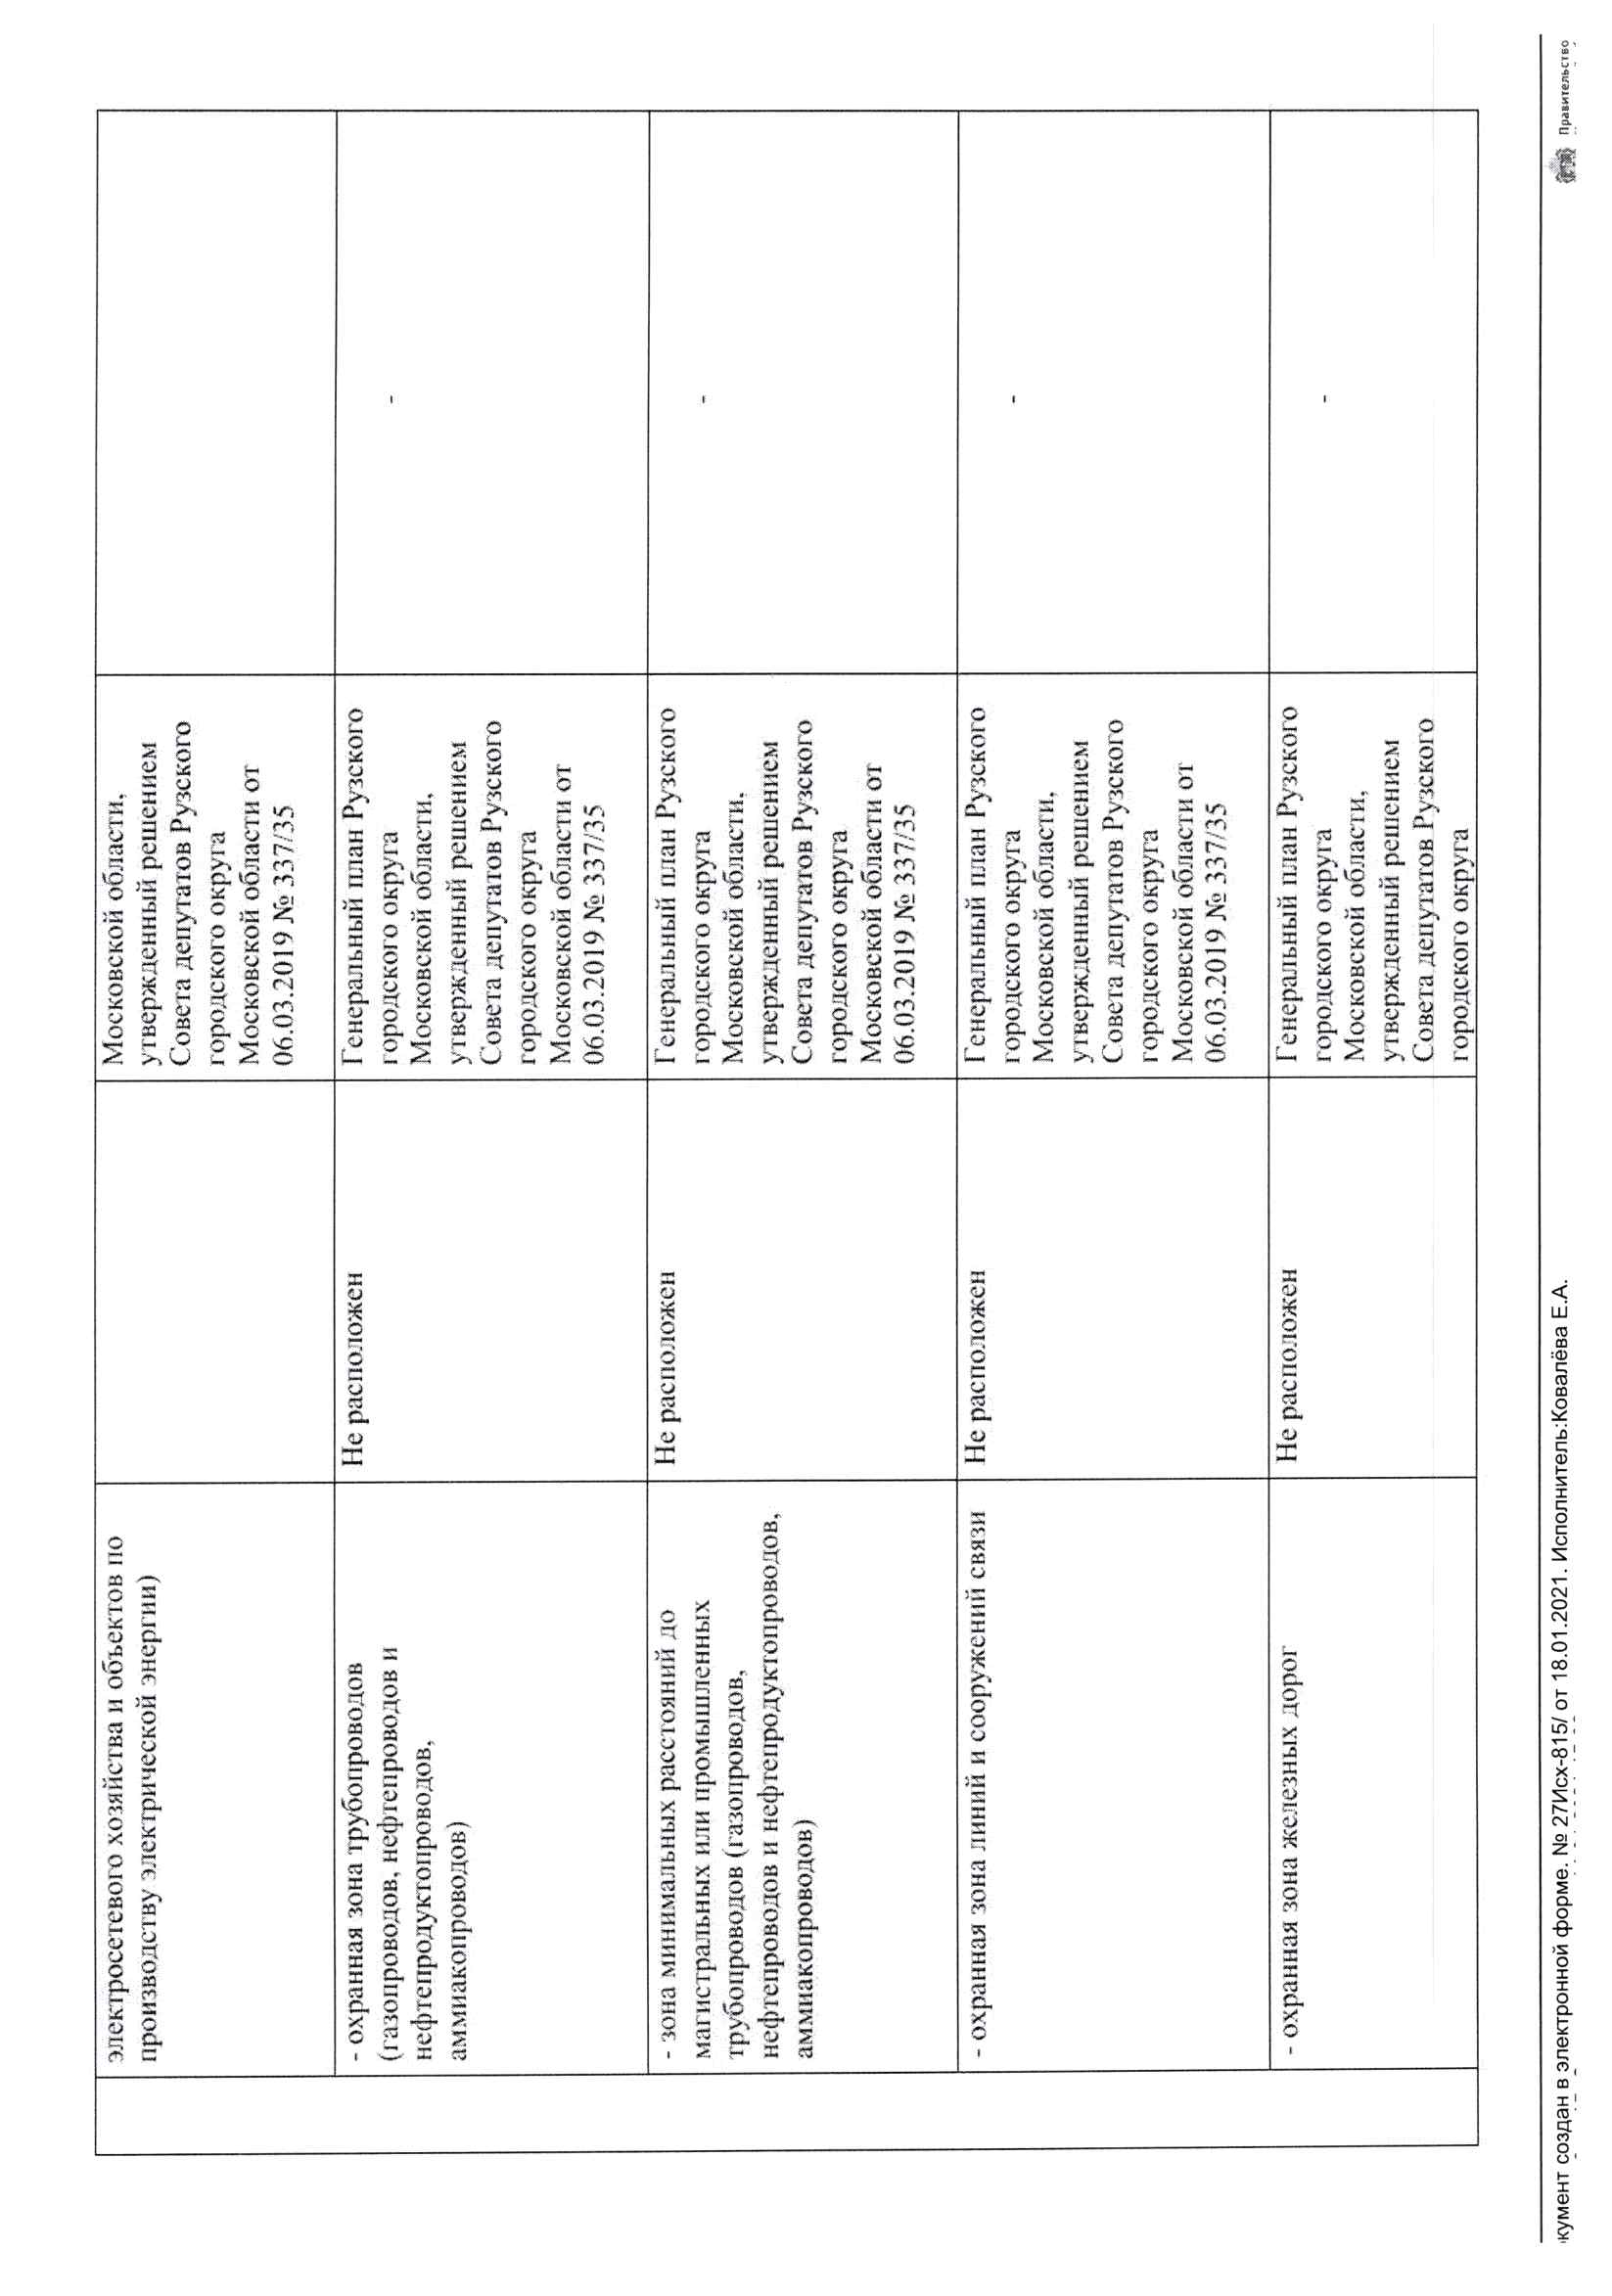 электросетевого хозяйства и объектов по
производству электрической энергии)
Московской области,
утвержденный решением
Совета депутатов Рузского
городского округа
Московской области от
06.03.2019 № 337/35
- охранная зона трубопроводов
(газопроводов, нефтепроводов и
нефтепродуктопроводов,
аммиакопроводов)
Не расположен
Генеральный план Рузского
городского округа
Московской области,
утвержденный решением
Совета депутатов Рузского
городского округа
Московской области от
06.03.2019 № 337/35
-
- зона минимальных расстояний до
магистральных или промышленных
трубопроводов (газопроводов,
нефтепроводов и нефтепродуктопроводов,
аммиакопроводов)
Не расположен
Генеральный план Рузского
городского округа
Московской области,
утвержденный решением
Совета депутатов Рузского
городского округа
Московской области от
06.03.2019 № 337/35
-
- охранная зона линий и сооружений связи
Не расположен
Генеральный план Рузского
городского округа
Московской области,
утвержденный решением
Совета депутатов Рузского
городского округа
Московской области от
06.03.2019 № 337/35
-
- охранная зона железных дорог
Не расположен
Генеральный план Рузского
городского округа
Московской области,
утвержденный решением
Совета депутатов Рузского
городского округа
-
кумент создан в электронной форме. № 27Исх-815/ от 18.01.2021. Исполнитель:Ковалёва Е.А.
Правительство